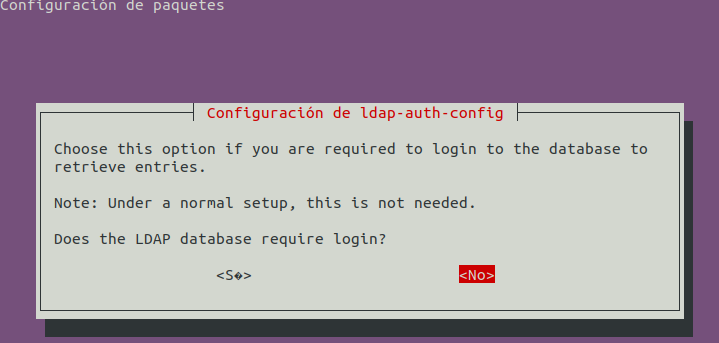 Configuración de paquetes
Configuración de ldap-auth-config
Choose this option if you are required to login to the database to
retrieve entries.
Note: Under a normal setup, this is not needed.
Does the LDAP database require login?
<S�> <No>